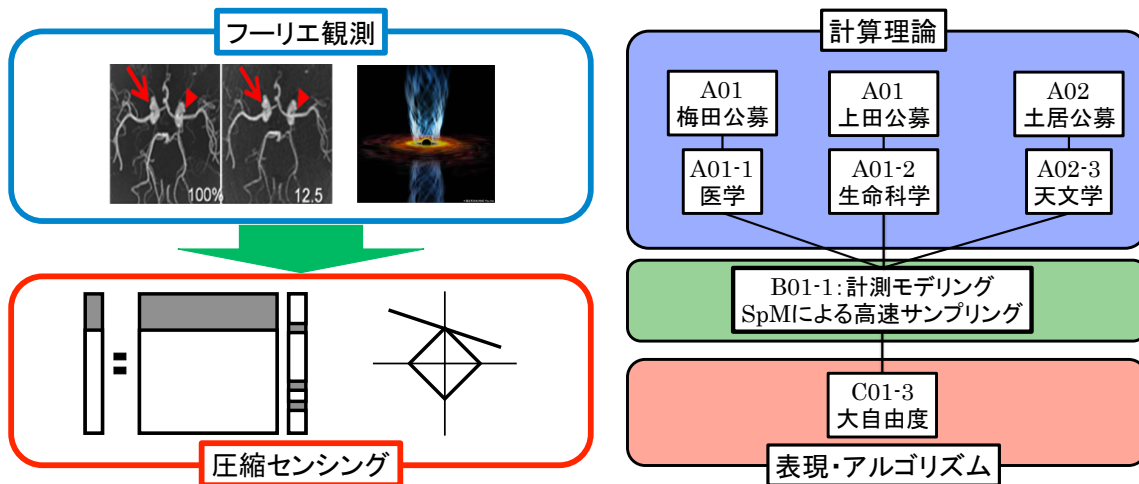 フーリエ観測
100%
12.5
圧縮センシング
計算理論
A01
梅田公募
A01
上田公募
A02
土居公募
A01-1
医学
A01-2
生命科学
A02-3
天文学
B01-1:計測モデリング
SpMによる高速サンプリング
C01-3
大自由度
表現・アルゴリズム